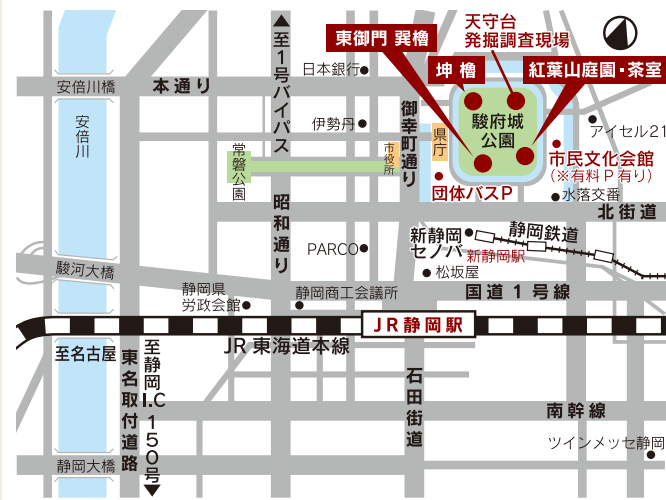 天守台
発掘調査現場
東御門 巽櫓
坤 櫓
紅葉山庭園・茶室
▲至1号バイパス
日本銀行
安倍川橋
本通り
御幸町通り
駿府城
公園
伊勢丹
安倍川
アイセル21
県庁
市役所
常磐公園
市民文化会館
(※有料P有り)
団体バスP
水落交番
昭和通り
北街道
新静岡
セノバ
静岡鉄道
新静岡駅
PARCO
松坂屋
駿河大橋
静岡県
労政会館
静岡商工会議所
国道1号線
JR静岡駅
至名古屋
JR東海道本線
東名取付道路
至静岡I.C
150号▼
石田街道
南幹線
ツインメッセ静岡
静岡大橋